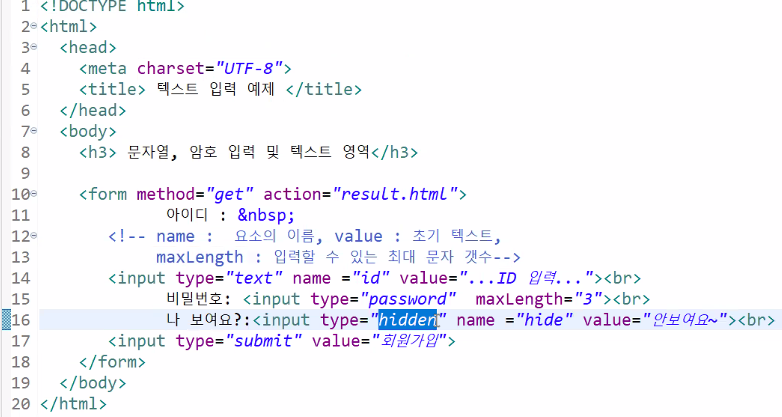 1 <!DOCTYPE html>
2 <html>
3 <head>
4 <meta charset="UTF-8">
5 <title> 텍스트 입력 예제 </title>
6 </head>
7 <body>
8 <h3> 문자열, 암호 입력 및 텍스트 영역</h3>
9
10 <form method="get" action="result.html">
11 아이디 : &nbsp;
12 <!-- name :  요소의 이름, value : 초기 텍스트,
13 maxLength : 입력할 수 있는 최대 문자 갯수-->
14 <input type="text" name ="id" value="...ID 입력..."><br>
15 비밀번호: <input type="password"  maxLength="3"><br>
16 나 보여요?:<input type="hidden" name ="hide" value="안보여요~"><br>
17 <input type="submit" value="회원가입">
18 </form>
19 </body>
20 </html>